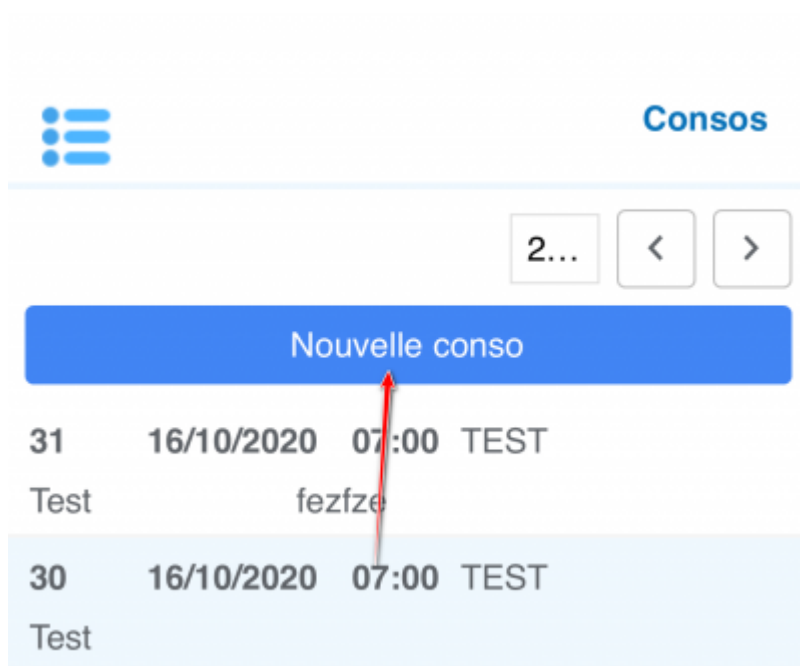 Consos
2...
Nouvelle conso
31 16/10/2020 07:00 TEST
Test fezfze
30 16/10/2020 07:00 TEST
Test